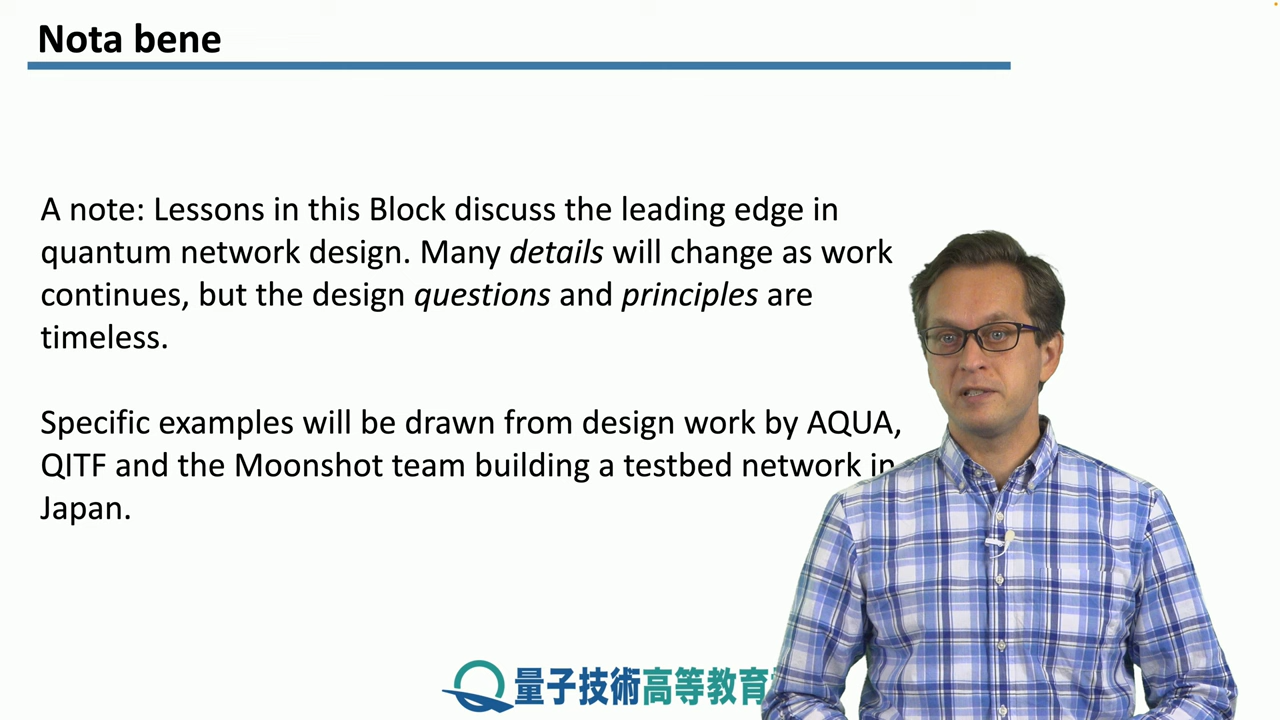 Nota bene
A note: Lessons in this Block discuss the leading edge in
quantum network design. Many details will change as work
continues, but the design questions and principles are
timeless.
Specific examples will be drawn from design work by AQUA,
QITF and the Moonshot team building a testbed network in
Japan.
量子技術高等教育